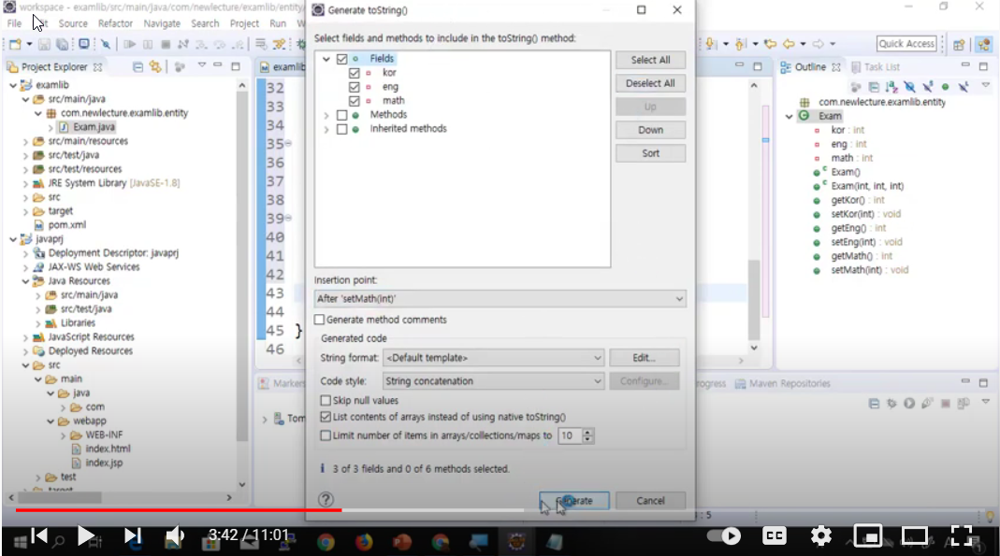 workspace - examlib/src/main/java/com/newlecture/examlib/entity/
File
Source Refactor Navigate Search Project Run
Quick Access
Project Explorer
examlib
src/main/java
com.newlecture.examlib.entity
Exam.java
src/main/resources
src/test/java
src/test/resources
JRE System Library [JavaSE-1.8]
src
target
pom.xml
javaprj
Deployment Descriptor: javaprj
JAX-WS Web Services
Java Resources
src/main/java
src/test/java
Libraries
JavaScript Resources
Deployed Resources
src
main
java
com
webapp
WEB-INF
index.html
index.jsp
test
target
examlib
32
33
34
35
36
37
38
39
40
41
42
43
44
45 }
46
Generate toString()
Select fields and methods to include in the toString() method:
Fields
kor
eng
math
Methods
Inherited methods
Select All
Deselect All
Up
Down
Sort
Insertion point:
After 'setMath(int)'
Generate method comments
Generated code
String format: <Default template> Edit...
Code style: String concatenation Configure...
Skip null values
List contents of arrays instead of using native toString()
Limit number of items in arrays/collections/maps to 10
3 of 3 fields and 0 of 6 methods selected.
Generate Cancel
Outline Task List
com.newlecture.examlib.entity
Exam
kor : int
eng : int
math : int
Exam()
Exam(int, int, int)
getKor() : int
setKor(int) : void
getEng() : int
setEng(int) : void
getMath() : int
setMath(int) : void
Markers
rogress Maven Repositories
Tom
: 5
3:42 / 11:01
CC